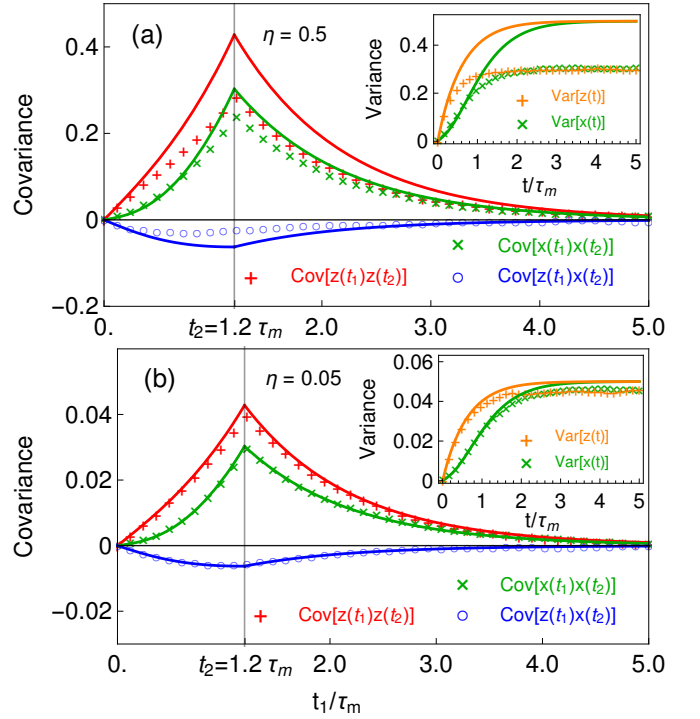 (a)
η = 0.5
Covariance
0.4
0.2
0
-0.2
Variance
0.4
0.2
0.
Var[z(t)]
Var[x(t)]
0 1 2 3 4 5
t/τm
Cov[x(t1)x(t2)]
Cov[z(t1)z(t2)]
Cov[z(t1)x(t2)]
0. t2=1.2 τm 2.0 3.0 4.0 5.0
(b)
η = 0.05
Covariance
0.04
0.02
0
-0.02
Variance
0.06
0.04
0.02
0.
Var[z(t)]
Var[x(t)]
0 1 2 3 4 5
t/τm
Cov[x(t1)x(t2)]
Cov[z(t1)z(t2)]
Cov[z(t1)x(t2)]
0. t2=1.2 τm 2.0 3.0 4.0 5.0
t1/τm